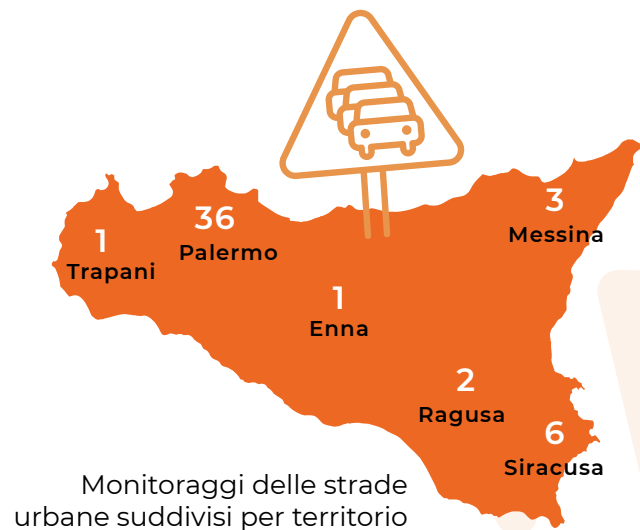 3
Messina
36
Palermo
1
Trapani
1
Enna
2
Ragusa
6
Siracusa
Monitoraggi delle strade
urbane suddivisi per territorio